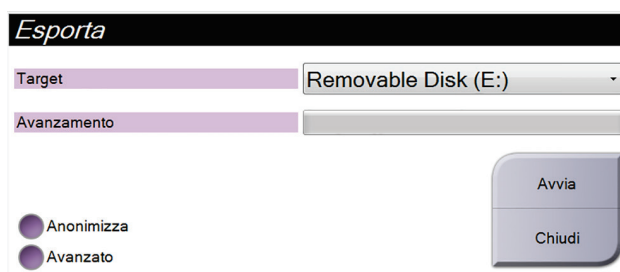 Esporta
Target Removable Disk (E:)
Avanzamento
Avvia
Anonimizza
Chiudi
Avanzato